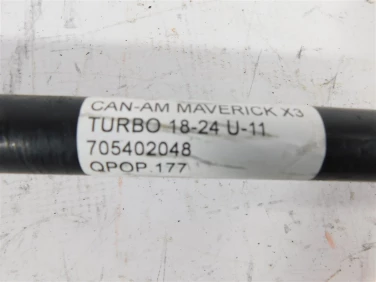 CAN-AM MAVERICK X3
TURBO 18-24 U-11
705402048
QPOP 177